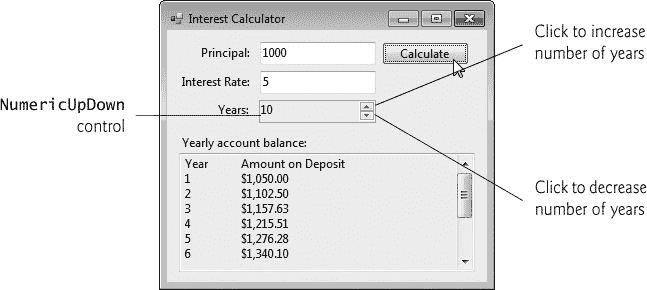 Interest Calculator
Click to increase
number of years
Principal: 1000 Calculate
Interest Rate: 5
NumericUpDown
control
Years: 10
Yearly account balance:
Year Amount on Deposit
1 $1,050.00
2 $1,102.50
3 $1,157.63
4 $1,215.51
5 $1,276.28
6 $1,340.10
Click to decrease
number of years